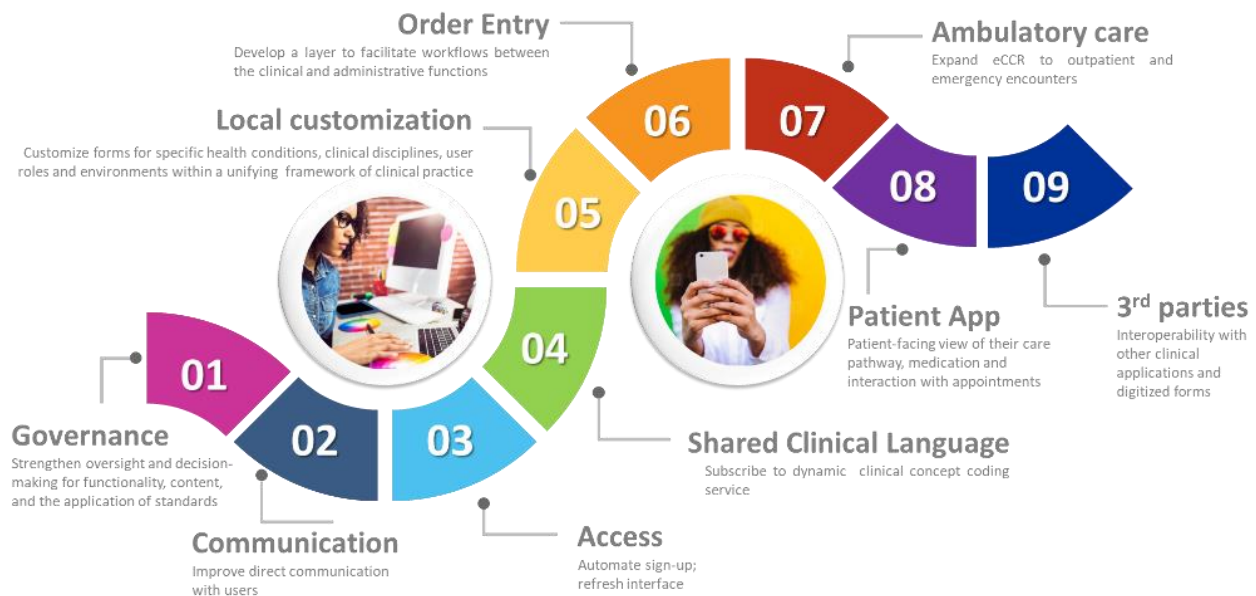 01
Governance
Strengthen oversight and decision-
making for functionality, content,
and the application of standards
02
Communication
Improve direct communication
with users
03
Access
Automate sign-up;
refresh interface
04
Shared Clinical Language
Subscribe to dynamic clinical concept coding
service
05
Local customization
Customize forms for specific health conditions, clinical disciplines, user
roles and environments within a unifying framework of clinical practice
06
Order Entry
Develop a layer to facilitate workflows between
the clinical and administrative functions
07
Ambulatory care
Expand eCCR to outpatient and
emergency encounters
08
Patient App
Patient-facing view of their care
pathway, medication and
interaction with appointments
09
3rd parties
Interoperability with
other clinical
applications and
digitized forms